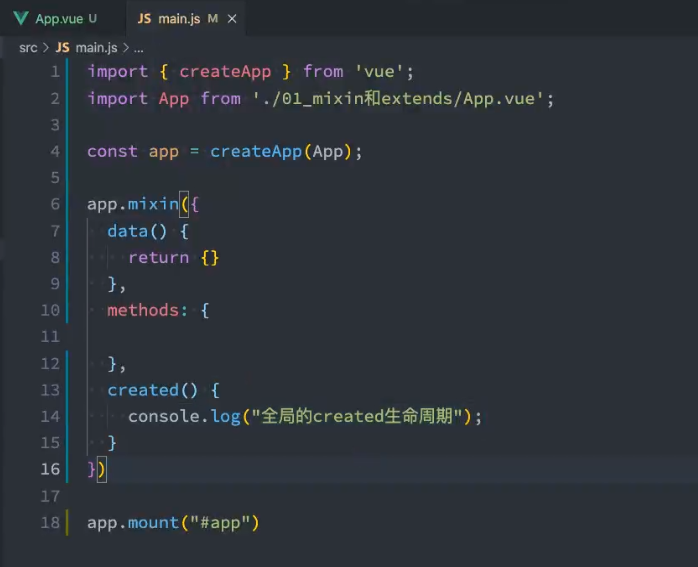 App.vue U JS main.js M ×
src > JS main.js > ...
1 import { createApp } from 'vue';
2 import App from './01_mixin和extends/App.vue';
3
4 const app = createApp(App);
5
6 app.mixin({
7 data() {
8 return {}
9 },
10 methods: {
11
12 },
13 created() {
14 console.log("全局的created生命周期");
15 }
16 })
17
18 app.mount("#app")